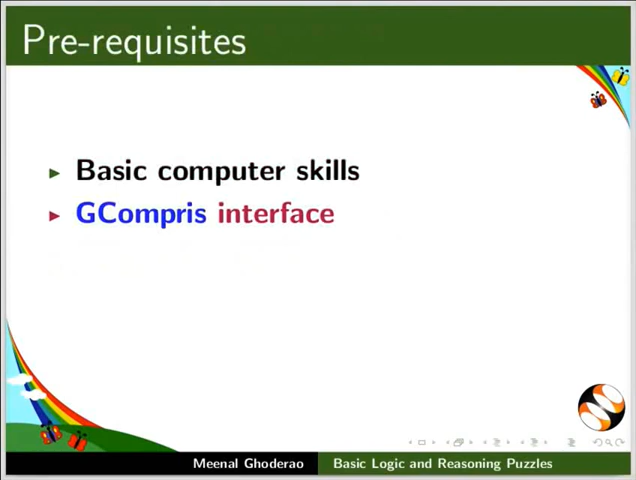 Pre-requisites
Basic computer skills
GCompris interface
Meenal Ghoderao Basic Logic and Reasoning Puzzles